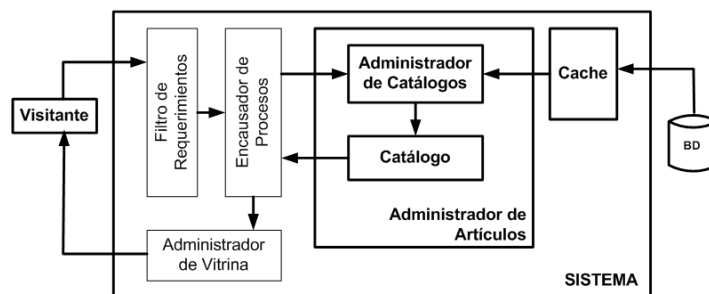 Visitante
Filtro de
Requerimientos
Encausador de
Procesos
Administrador
de Catálogos
Catálogo
Administrador de
Artículos
Cache
BD
Administrador
de Vitrina
SISTEMA